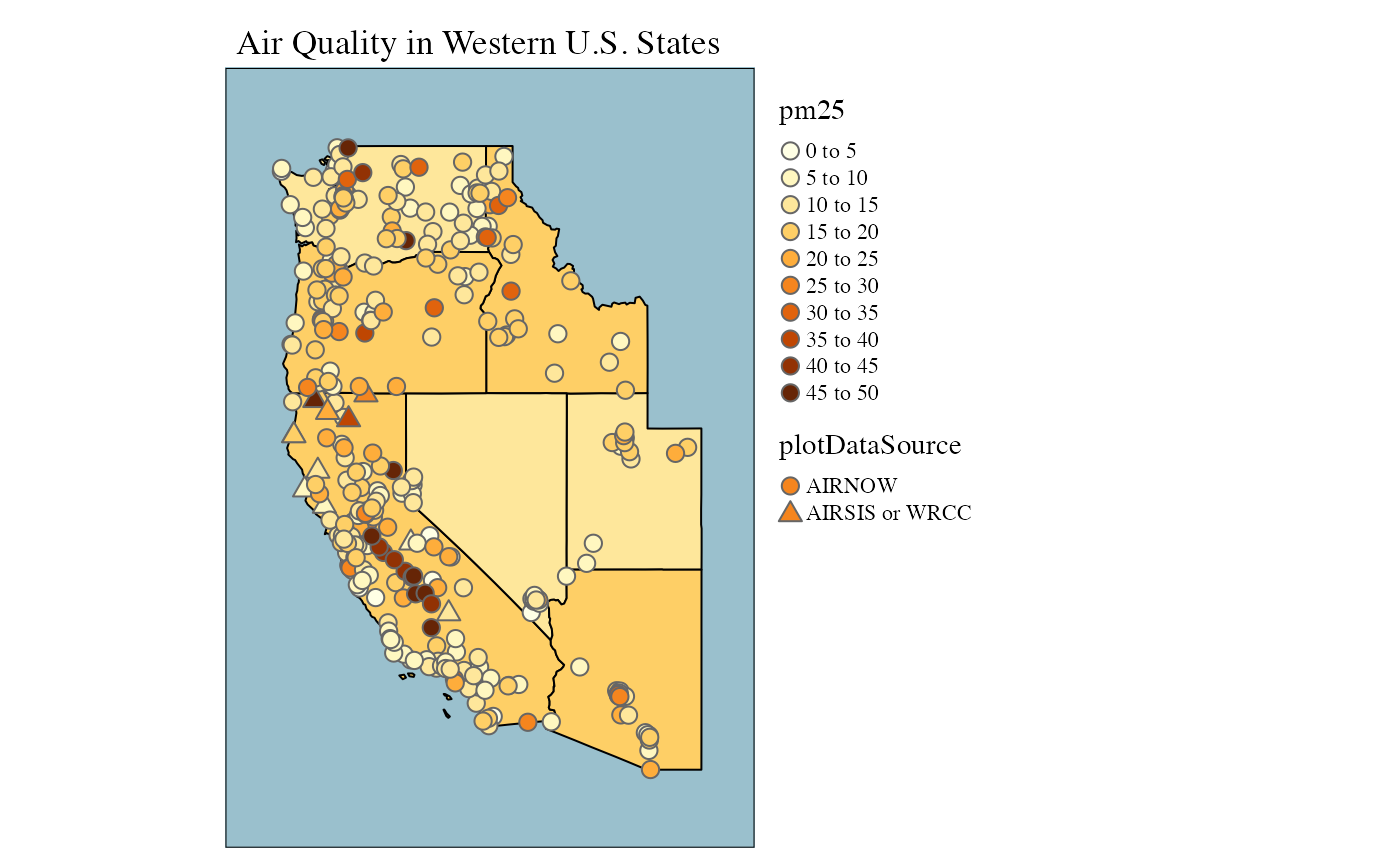 Air Quality in Western U.S. States
pm25
0 to 5
5 to 10
10 to 15
15 to 20
20 to 25
25 to 30
30 to 35
35 to 40
40 to 45
45 to 50
plotDataSource
AIRNOW
AIRSIS or WRCC